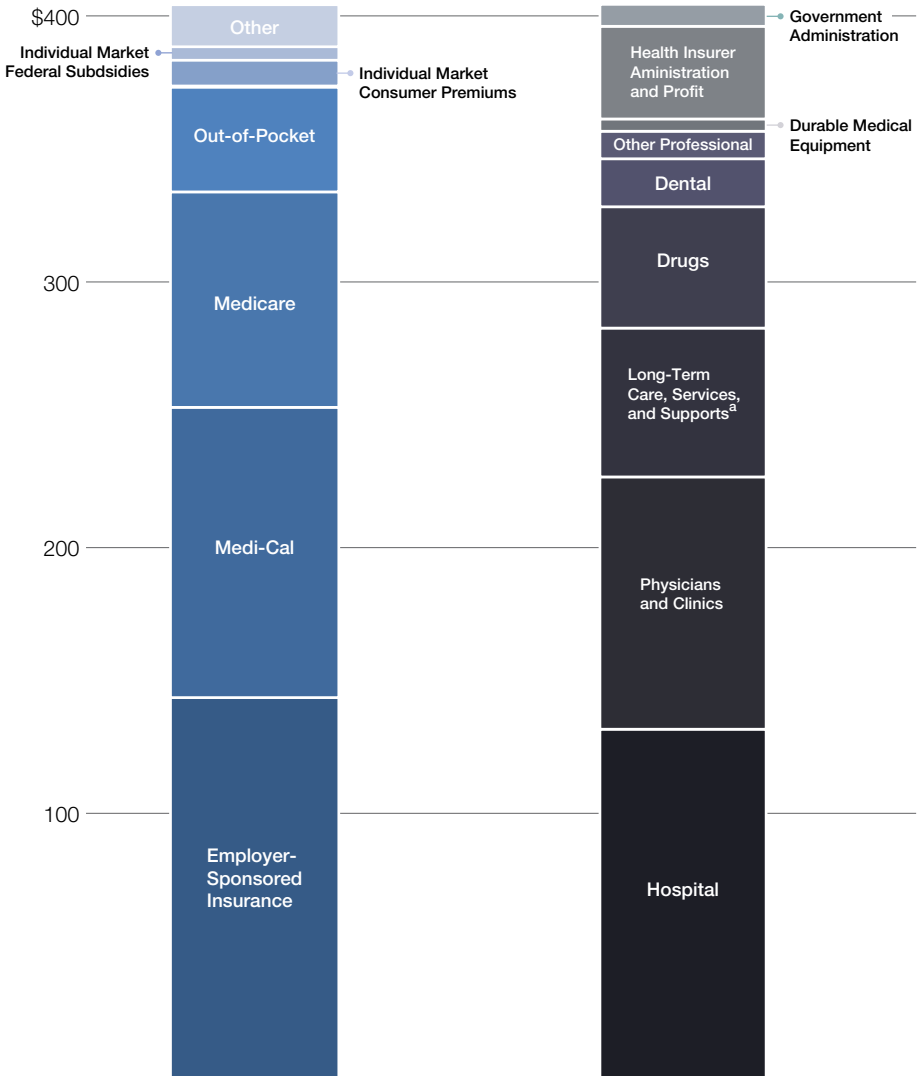 $400
Other
Individual Market
Federal Subdsidies
Individual Market
Consumer Premiums
Out-of-Pocket
300
Medicare
200
Medi-Cal
100
Employer-
Sponsored
Insurance
Government
Administration
Health Insurer
Aministration
and Profit
Durable Medical
Equipment
Other Professional
Dental
Drugs
Long-Term
Care, Services,
and Supportsa
Physicians
and Clinics
Hospital